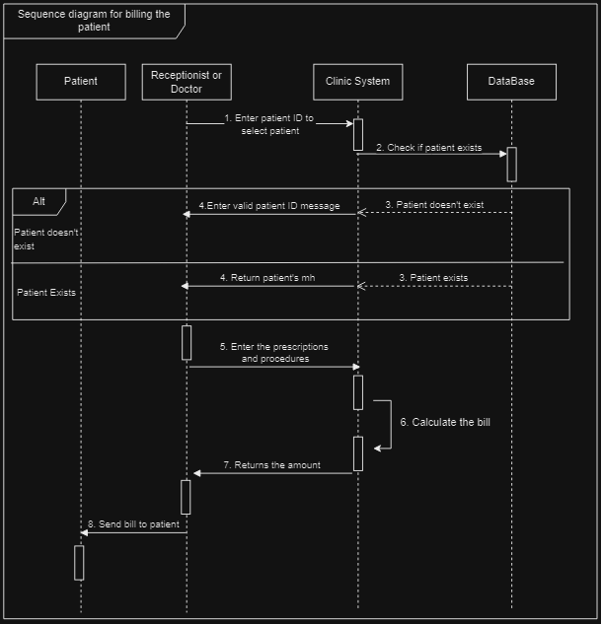 Sequence diagram for billing the
patient
Patient
Receptionist or
Doctor
Clinic System
DataBase
1. Enter patient ID to
select patient
2. Check if patient exists
Alt
4.Enter valid patient ID message
3. Patient doesn't exist
Patient doesn't
exist
4. Return patient's mh
3. Patient exists
Patient Exists
5. Enter the prescriptions
and procedures
6. Calculate the bill
7. Returns the amount
8. Send bill to patient